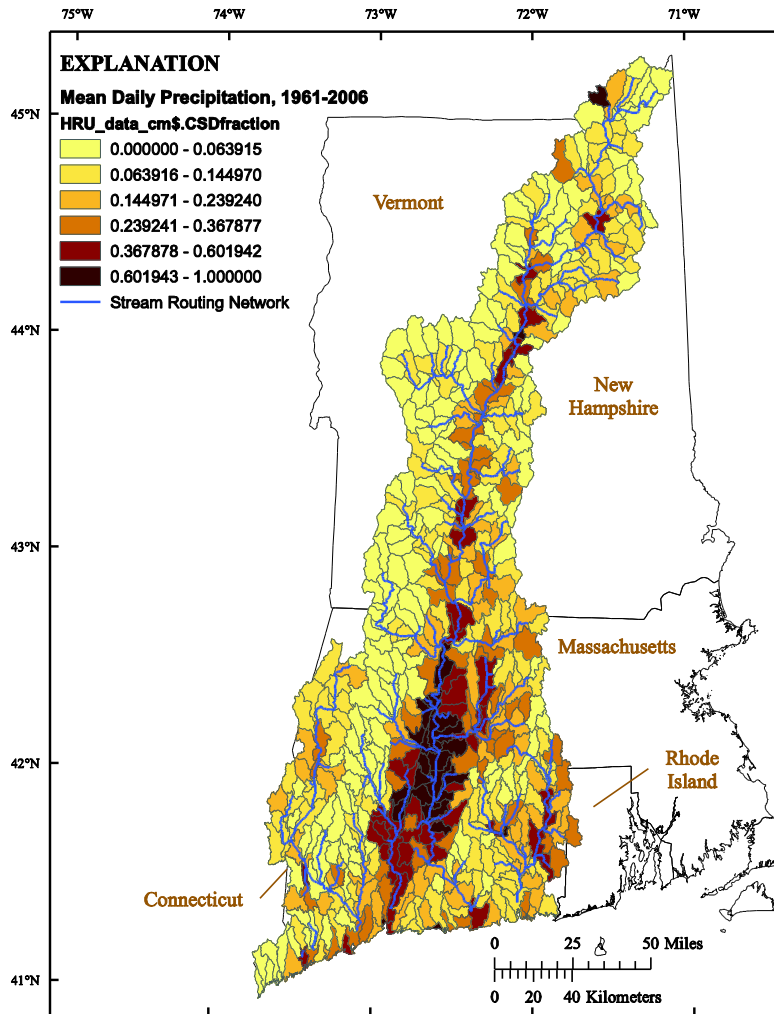 75°W 74°W 73°W 72°W 71°W
EXPLANATION
Mean Daily Precipitation, 1961-2006
HRU_data_cm$.CSDfraction
0.000000 - 0.063915
0.063916 - 0.144970
0.144971 - 0.239240
0.239241 - 0.367877
0.367878 - 0.601942
0.601943 - 1.000000
Stream Routing Network
45°N
Vermont
44°N
New
Hampshire
43°N
Massachusetts
42°N
Rhode
Island
Connecticut
41°N
0 25 50 Miles
0 20 40 Kilometers